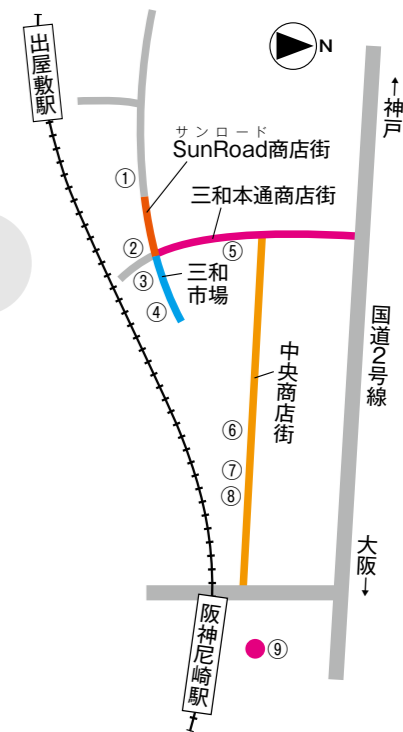 出屋敷駅
N
↑神戸
サンロード
SunRoad商店街
①
三和本通商店街
②
⑤
③
三和
市場
④
国道2号線
中央商店街
⑥
⑦
⑧
大阪↓
阪神尼崎駅
⑨